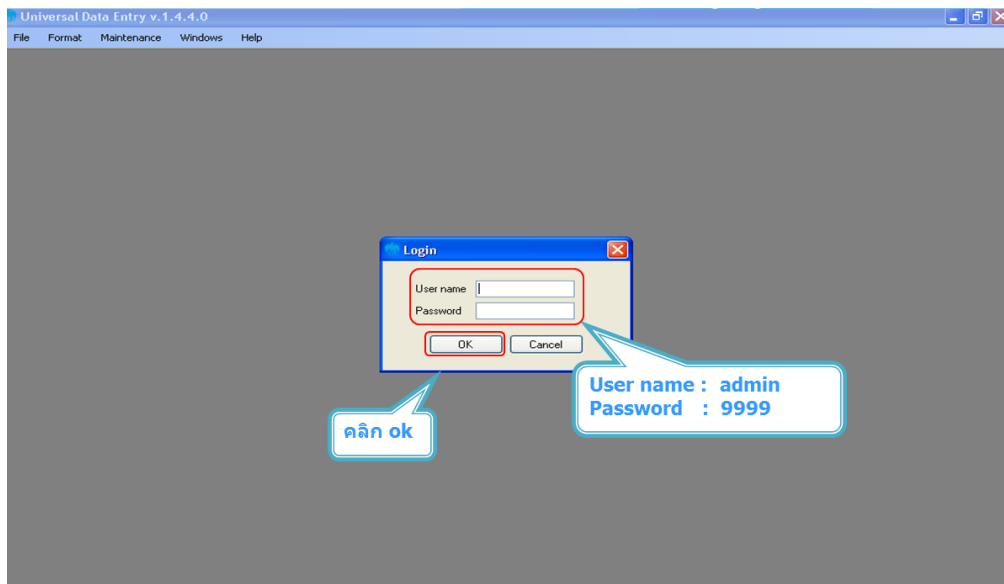 Universal Data Entry v.1.4.4.0
File Format Maintenance Windows Help
Login
User name
Password
OK Cancel
User name : admin
Password : 9999
คลิก ok